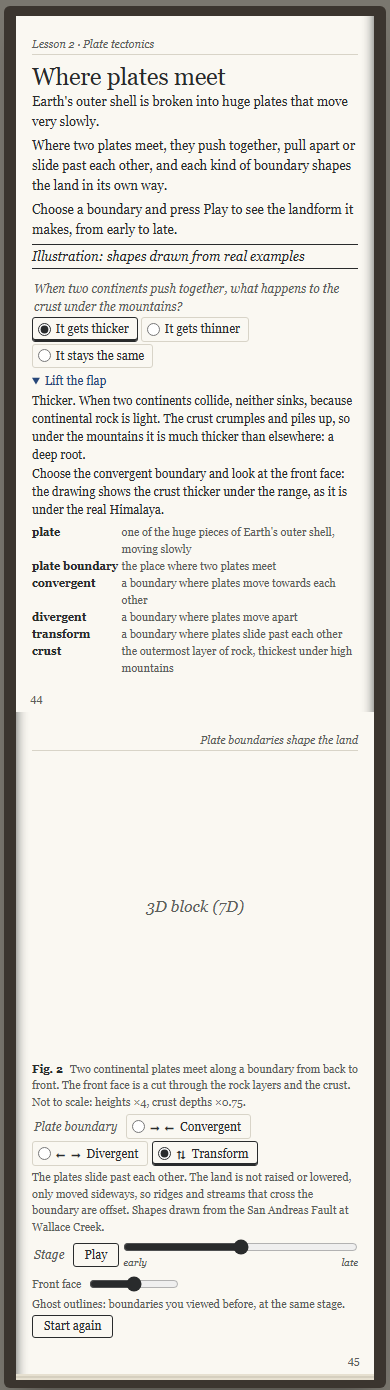 Lesson 2 · Plate tectonics
Where plates meet
Earth's outer shell is broken into huge plates that move
very slowly.
Where two plates meet, they push together, pull apart or
slide past each other, and each kind of boundary shapes
the land in its own way.
Choose a boundary and press Play to see the landform it
makes, from early to late.
Illustration: shapes drawn from real examples
When two continents push together, what happens to the
crust under the mountains?
It gets thicker It gets thinner
It stays the same
▼ Lift the flap
Thicker. When two continents collide, neither sinks, because
continental rock is light. The crust crumples and piles up, so
under the mountains it is much thicker than elsewhere: a
deep root.
Choose the convergent boundary and look at the front face:
the drawing shows the crust thicker under the range, as it is
under the real Himalaya.
plate one of the huge pieces of Earth's outer shell,
moving slowly
plate boundary the place where two plates meet
convergent a boundary where plates move towards each
other
divergent a boundary where plates move apart
transform a boundary where plates slide past each other
crust the outermost layer of rock, thickest under high
mountains
44
Plate boundaries shape the land
3D block (7D)
Fig. 2 Two continental plates meet along a boundary from back to
front. The front face is a cut through the rock layers and the crust.
Not to scale: heights ×4, crust depths ×0.75.
Plate boundary → ← Convergent
← → Divergent ⇅ Transform
The plates slide past each other. The land is not raised or lowered,
only moved sideways, so ridges and streams that cross the
boundary are offset. Shapes drawn from the San Andreas Fault at
Wallace Creek.
Stage Play
early late
Front face
Ghost outlines: boundaries you viewed before, at the same stage.
Start again
45